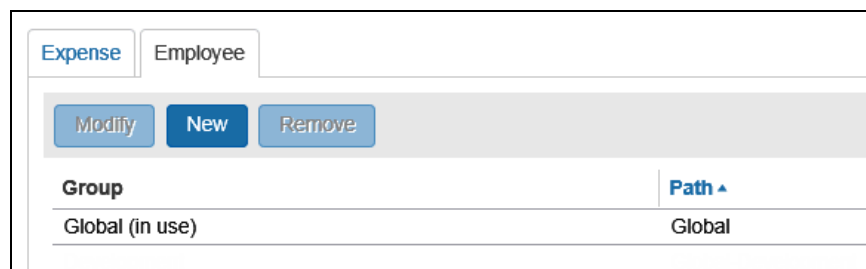 Expense Employee
Modify New Remove
Group Path
Global (in use) Global